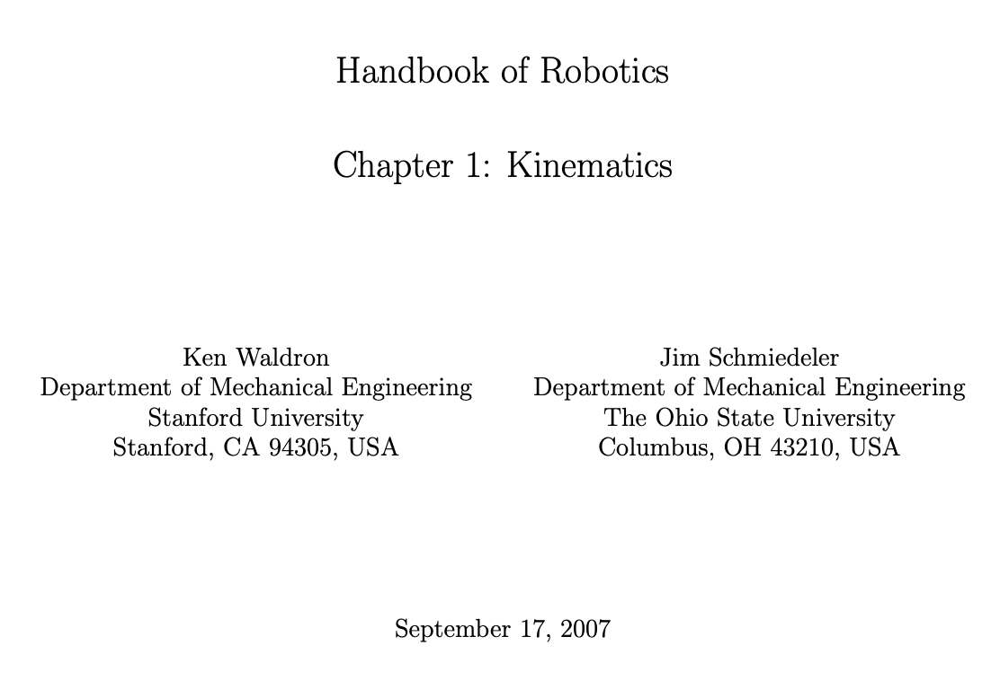 Handbook of Robotics
Chapter 1: Kinematics
Ken Waldron
Department of Mechanical Engineering
Stanford University
Stanford, CA 94305, USA
Jim Schmiedeler
Department of Mechanical Engineering
The Ohio State University
Columbus, OH 43210, USA
September 17, 2007